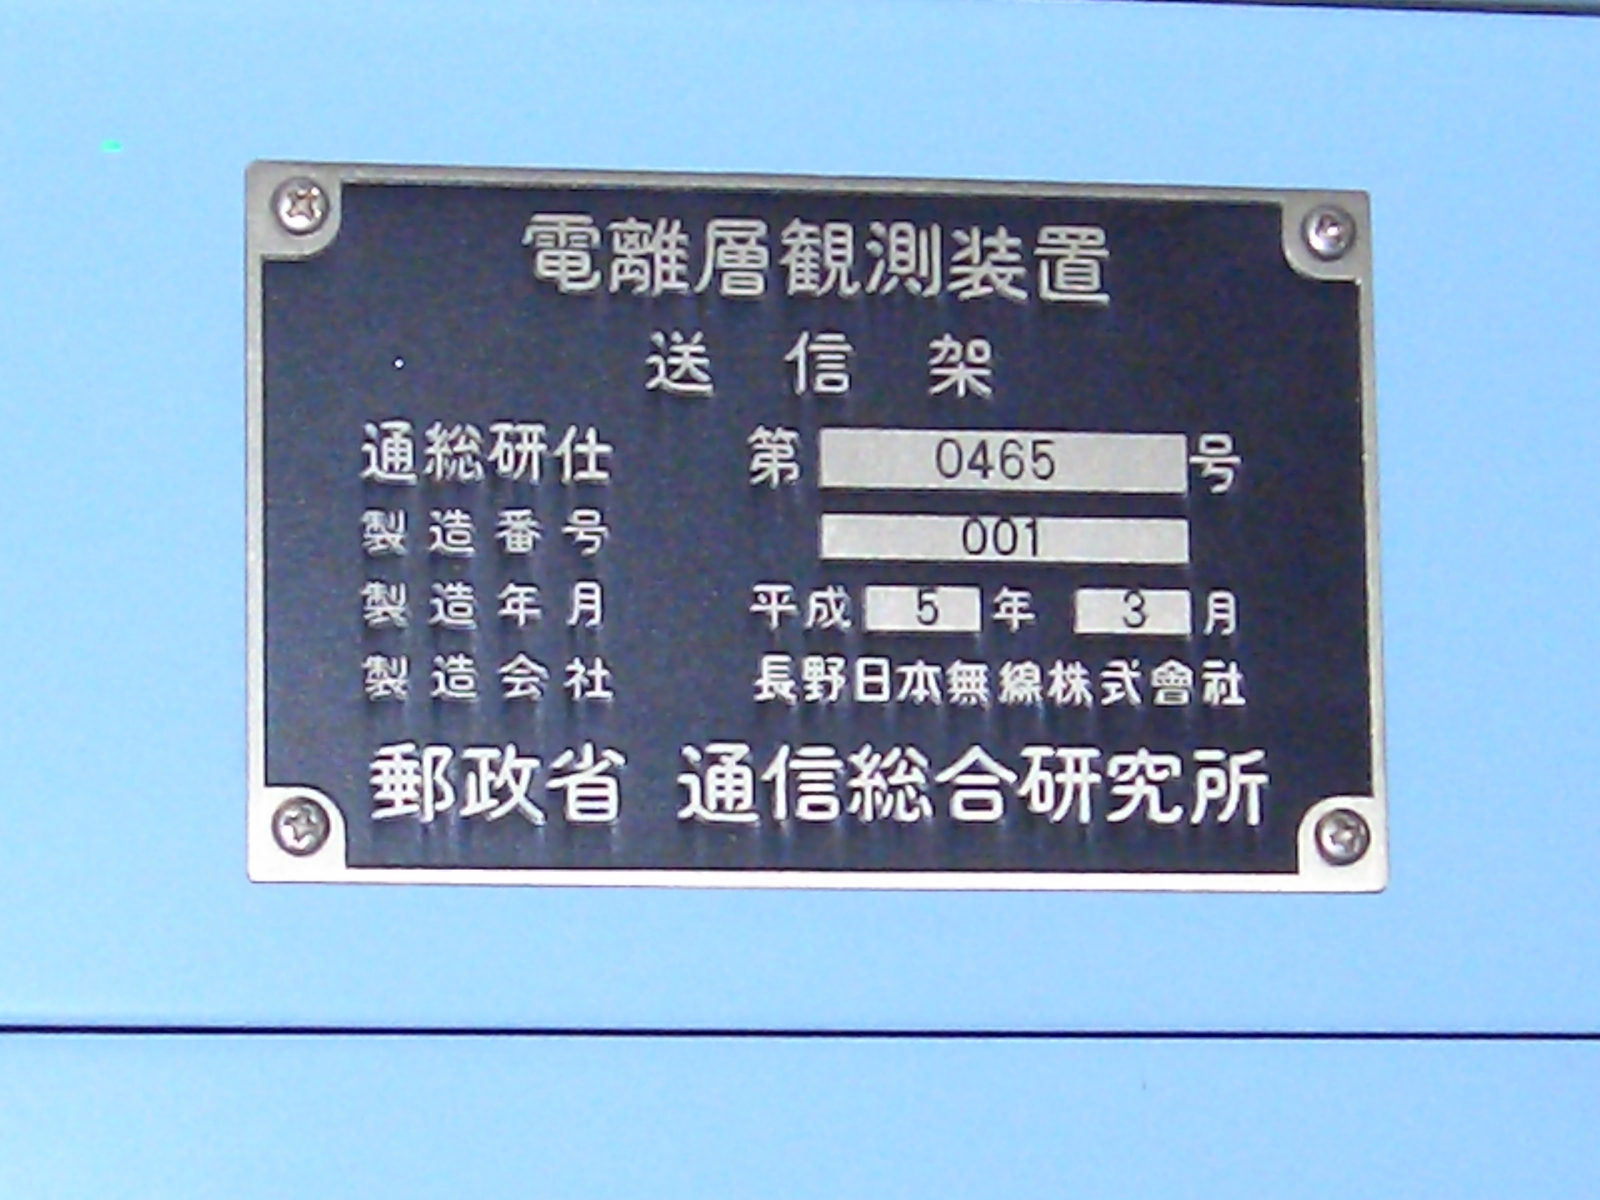 電離層観測装置
送信架
通総研仕 第 0465 号
製造番号 001
製造年月 平成 5 年 3 月
製造会社 長野日本無線株式會社
郵政省 通信総合研究所